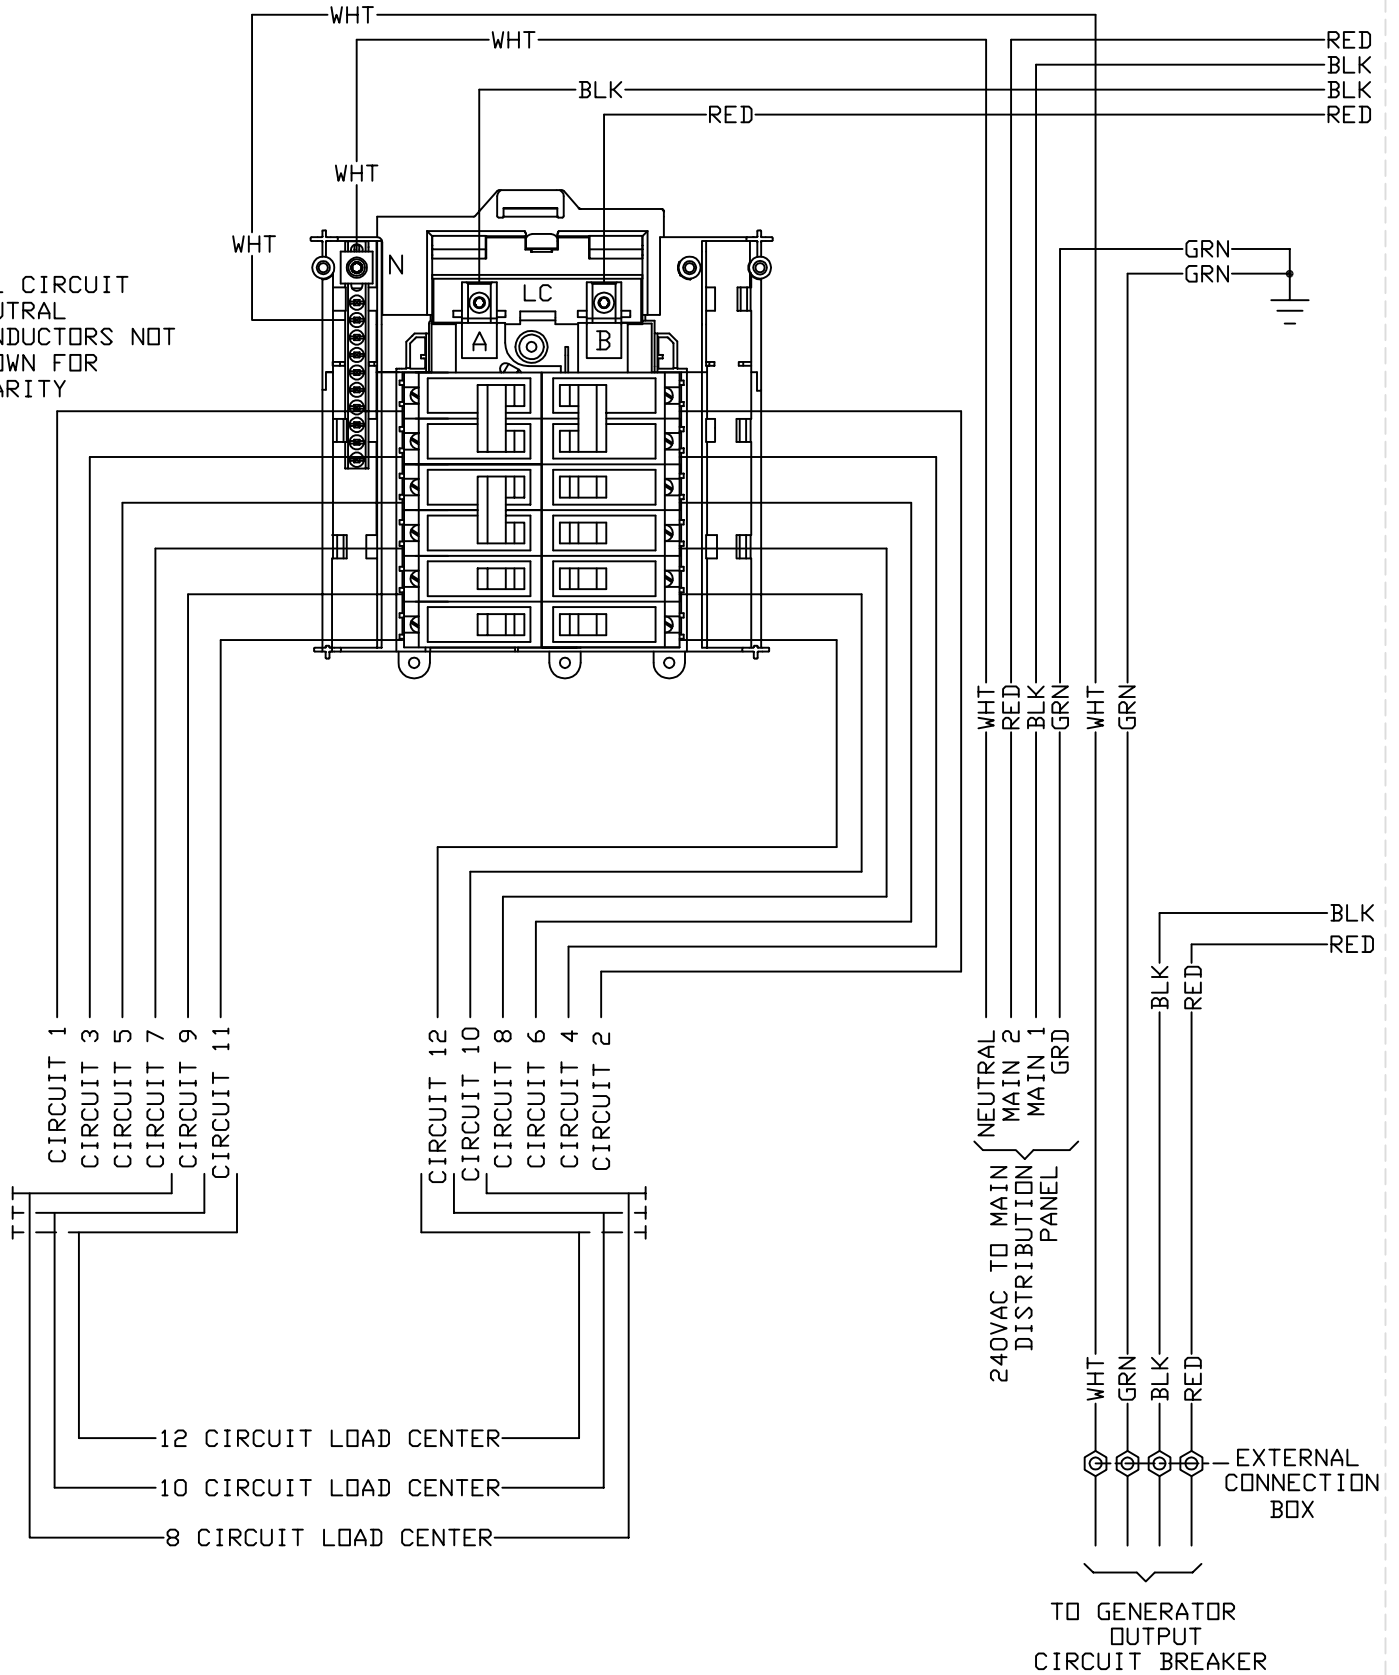 WHT
WHT
RED
BLK
BLK
BLK
RED
RED
WHT
WHT
N
GRN
GRN
CIRCUIT
NDUCTORS NOT
FOR
LC
A
B
WHT
RED
BLK
GRN
WHT
GRN
BLK
RED
BLK
RED
CIRCUIT 1
CIRCUIT 3
CIRCUIT 5
CIRCUIT 7
CIRCUIT 9
CIRCUIT 11
CIRCUIT 12
CIRCUIT 10
CIRCUIT 8
CIRCUIT 6
CIRCUIT 4
CIRCUIT 2
NEUTRAL
MAIN 2
MAIN 1
GRD
240VAC TO MAIN
DISTRIBUTION
PANEL
WHT
GRN
BLK
RED
12 CIRCUIT LOAD CENTER
10 CIRCUIT LOAD CENTER
8 CIRCUIT LOAD CENTER
EXTERNAL
CONNECTION
BOX
TO GENERATOR
OUTPUT
CIRCUIT BREAKER